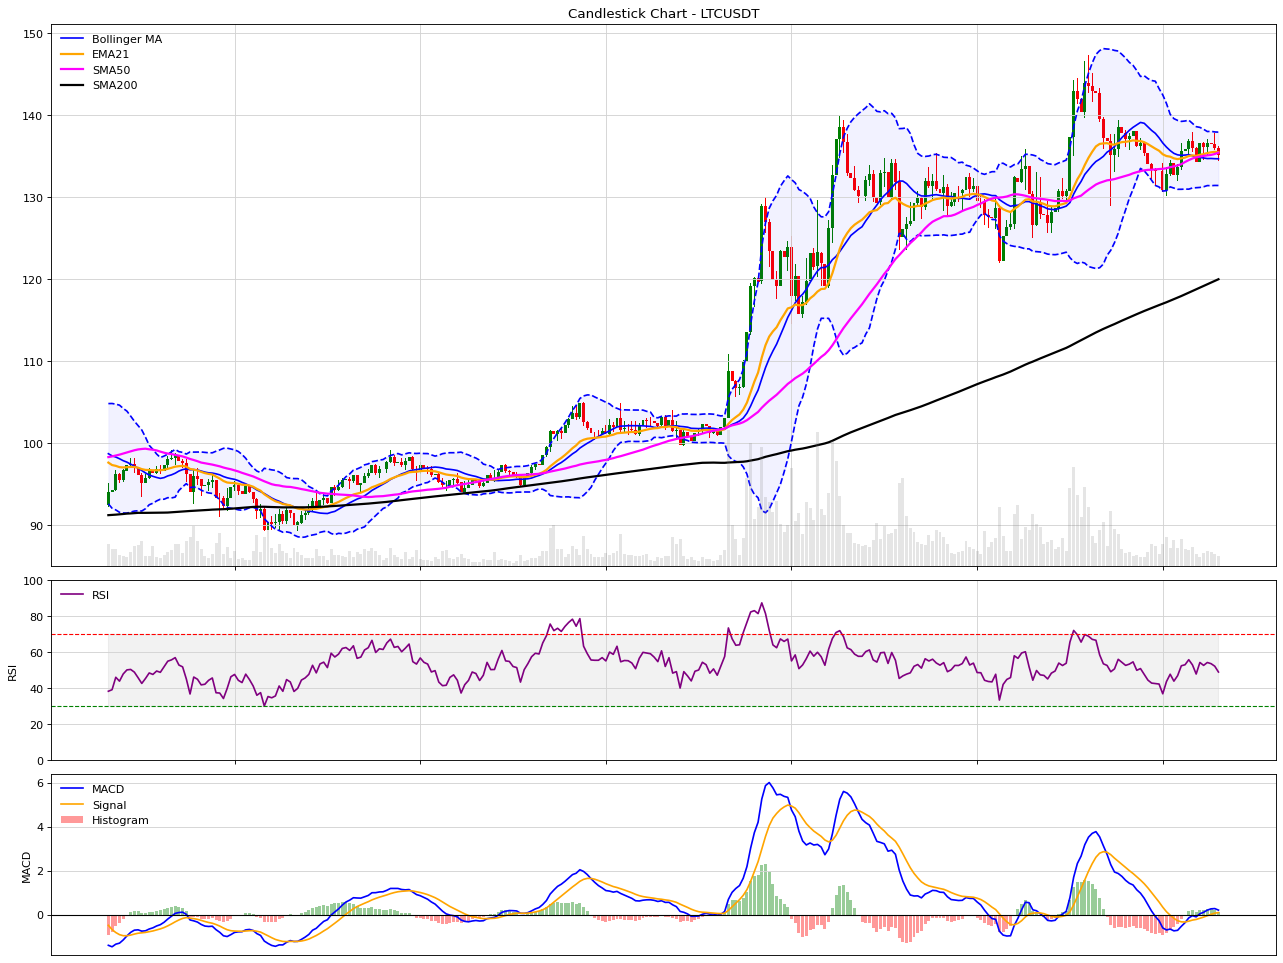 Candlestick Chart - LTCUSDT
Bollinger MA
EMA21
SMA50
SMA200
150
140
130
120
110
100
90
RSI
100
80
60
40
20
0
RSI
MACD
Signal
Histogram
6
4
2
0
MACD